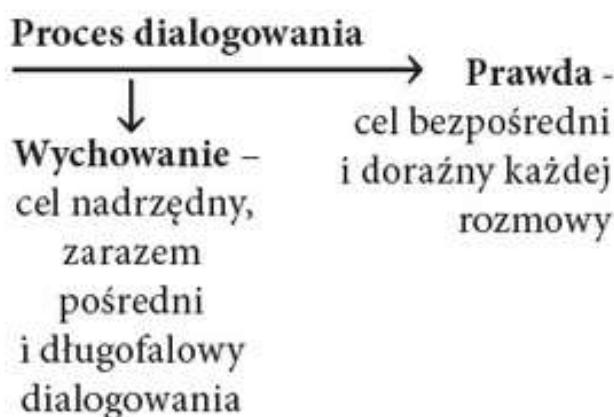 Proces dialogowania
Prawda -
cel bezpośredni
i doraźny każdej
rozmowy
Wychowanie –
cel nadrzędny,
zarazem
pośredni
i długofalowy
dialogowania